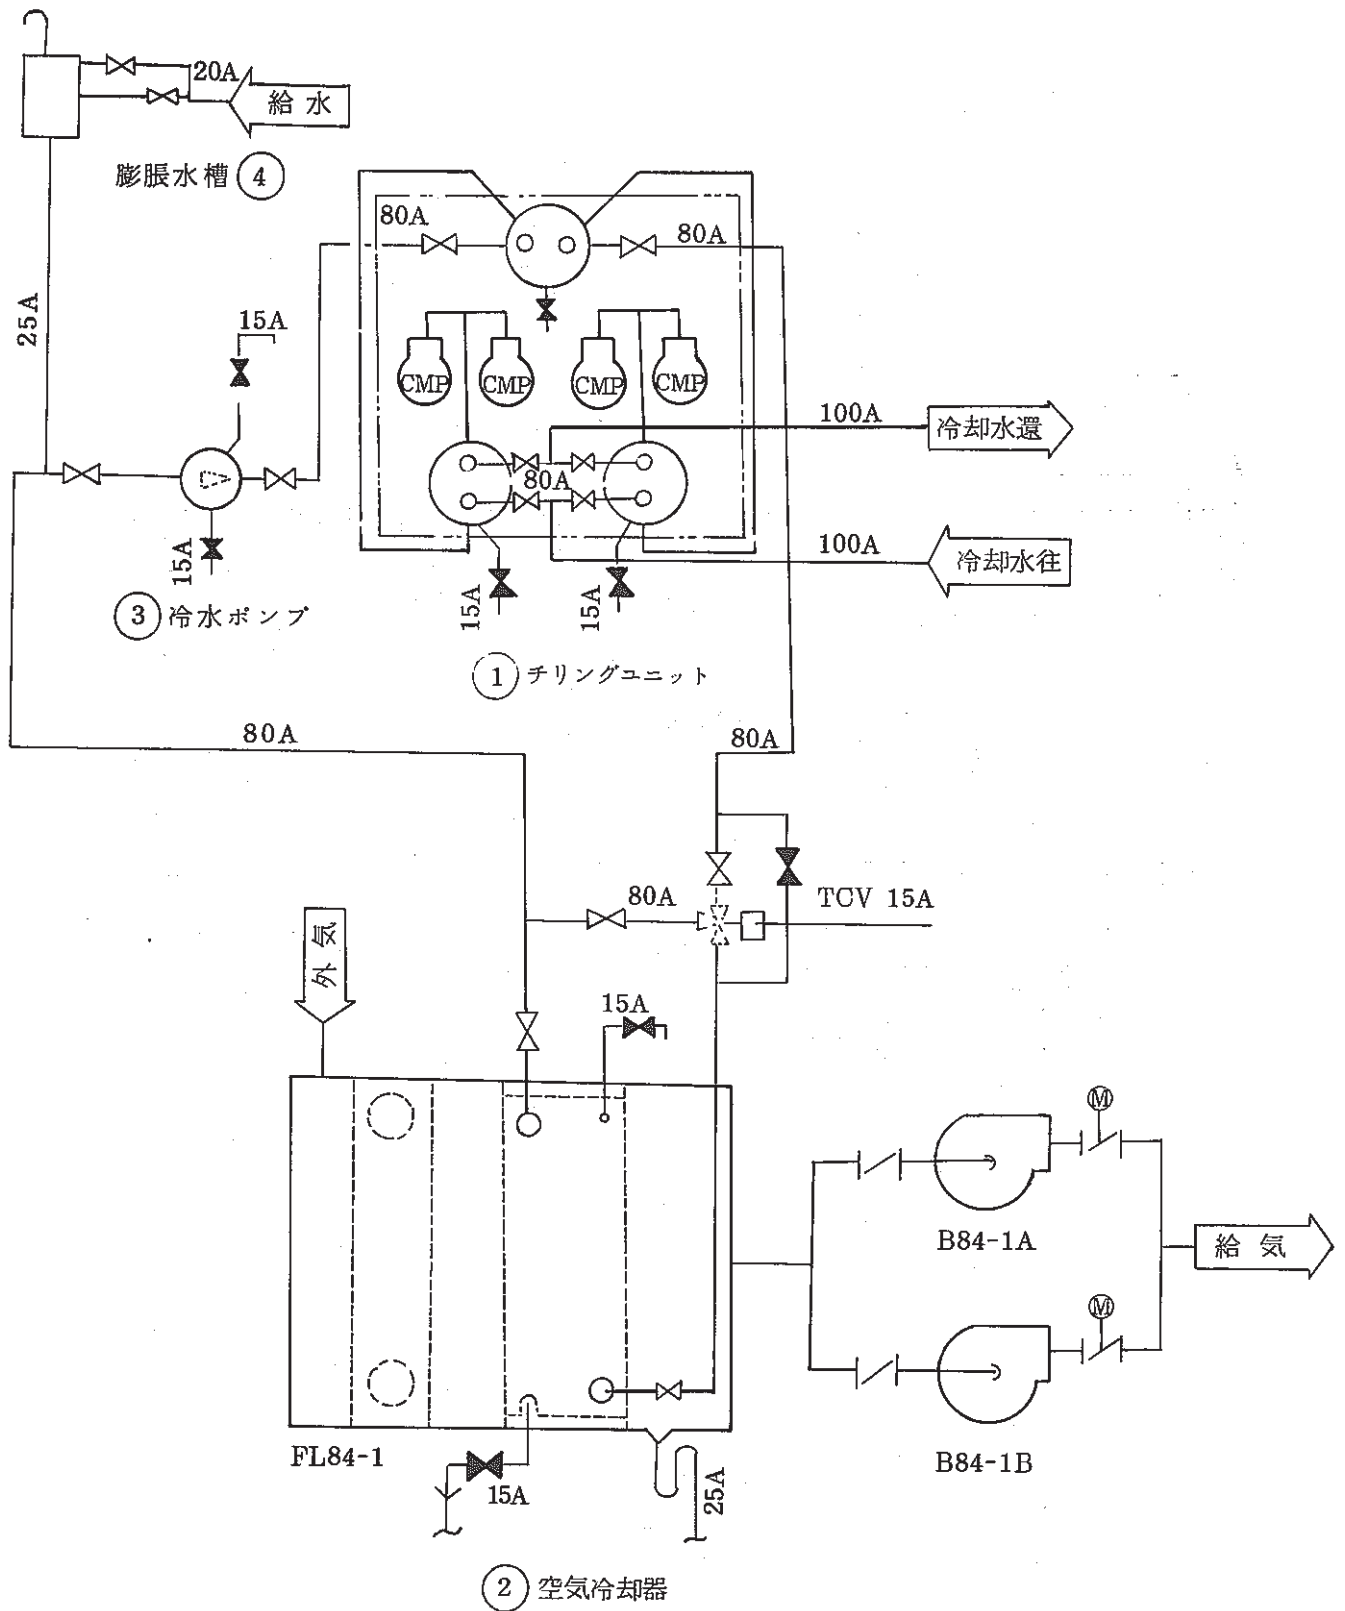 20A
給水
膨脹水槽 ④
80A
80A
25A
15A
CMP
CMP
CMP
CMP
100A
冷却水還
80A
15A
100A
冷却水往
③ 冷水ポンプ
15A
15A
① チリングユニット
80A
80A
80A
TCV 15A
外気
15A
M
B84-1A
給気
M
FL84-1
15A
25A
B84-1B
② 空気冷却器